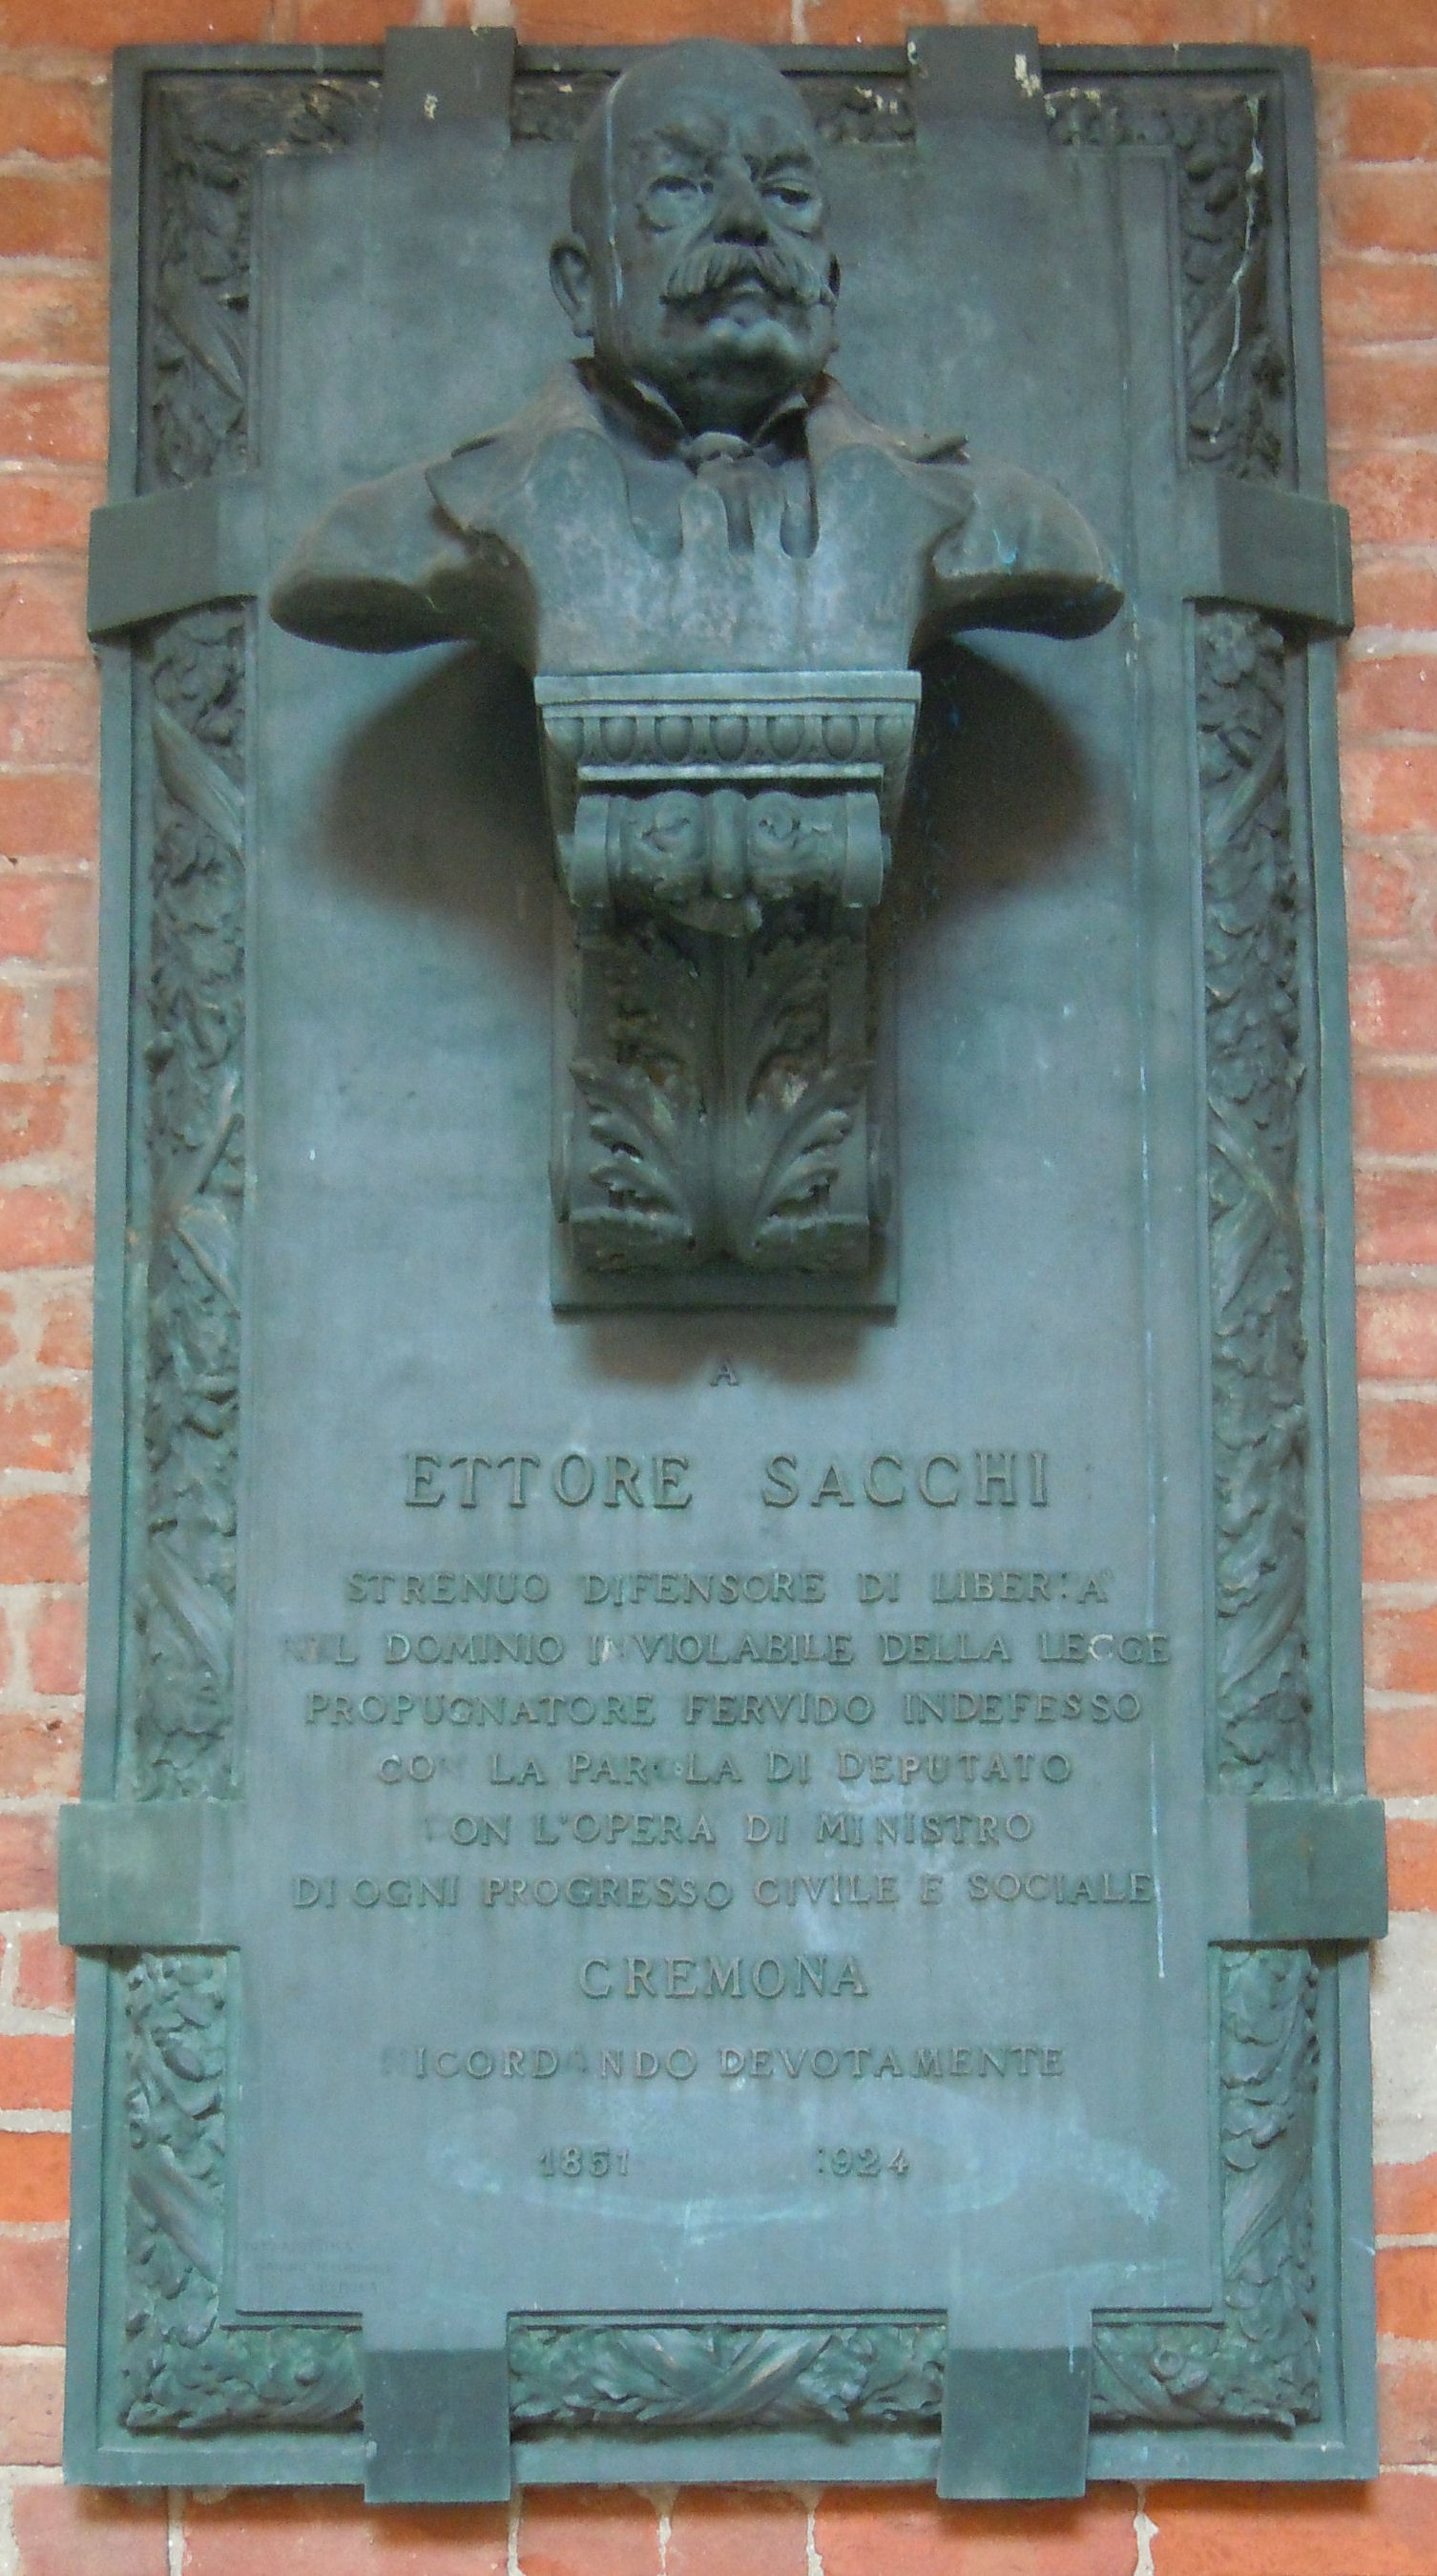 A
ETTORE SACCHI
STRENUO DIFENSORE DI LIBERTA'
NEL DOMINIO INVIOLABILE DELLA LEGGE
PROPUGNATORE FERVIDO INDEFESSO
CON LA PAROLA DI DEPUTATO
CON L'OPERA DI MINISTRO
DI OGNI PROGRESSO CIVILE E SOCIALE
CREMONA
RICORDANDO DEVOTAMENTE
1851 1924